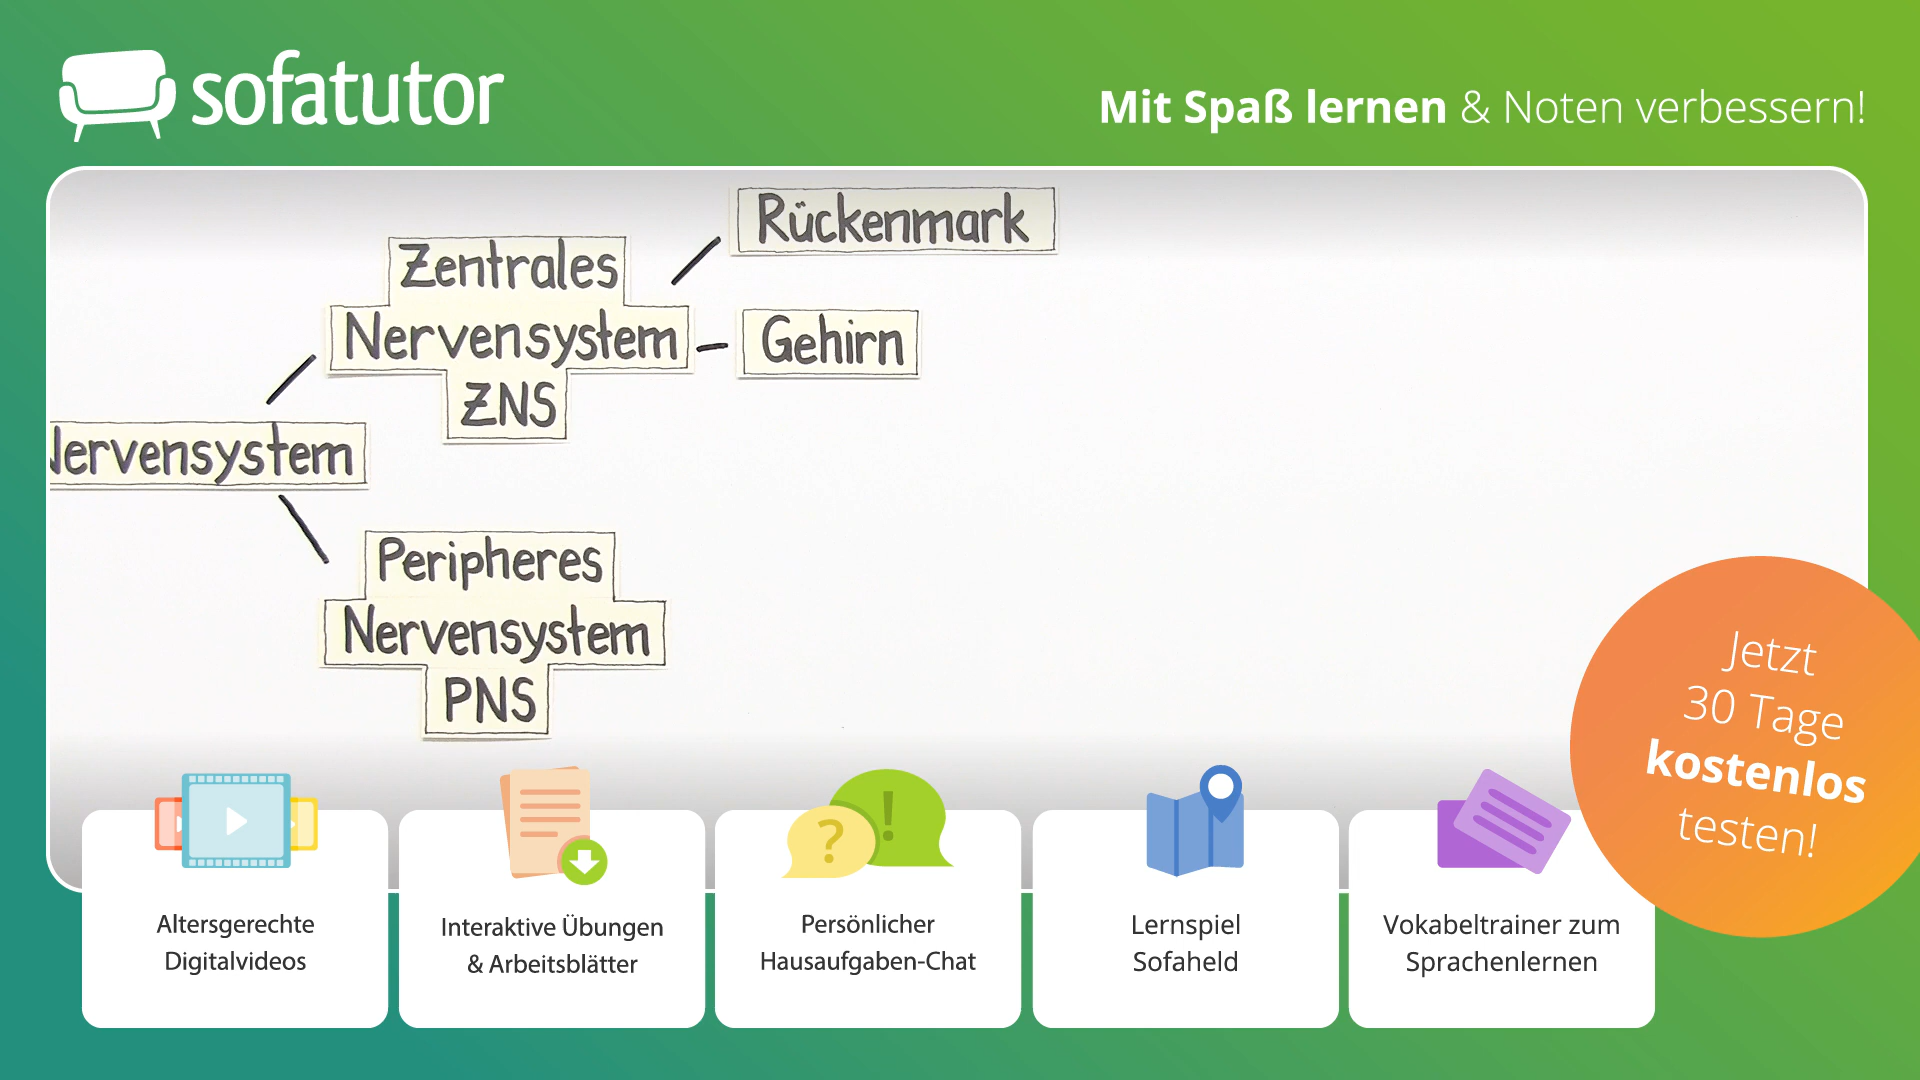 sofatutor
Mit Spaß lernen & Noten verbessern!
Rückenmark
Zentrales
Nervensystem
ZNS
Gehirn
Nervensystem
Peripheres
Nervensystem
PNS
Jetzt
30 Tage
kostenlos
testen!
?
!
Altersgerechte
Digitalvideos
Interaktive Übungen
& Arbeitsblätter
Persönlicher
Hausaufgaben-Chat
Lernspiel
Sofaheld
Vokabeltrainer zum
Sprachenlernen